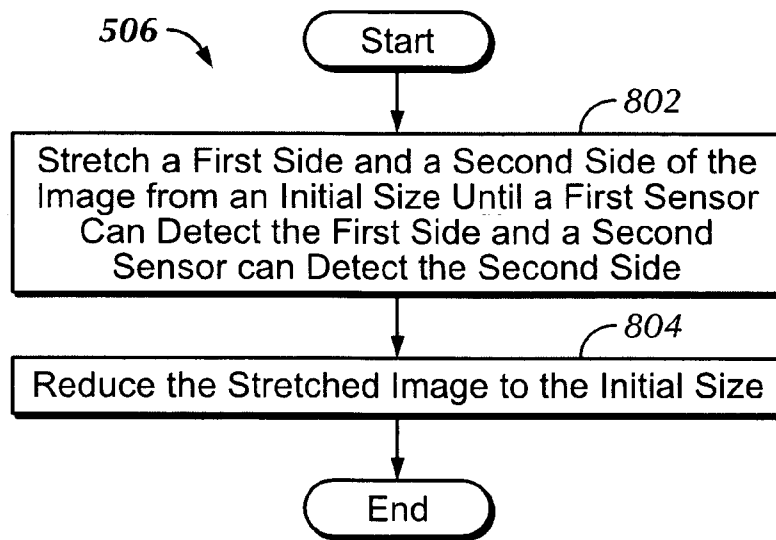 506
Start
802
Stretch a First Side and a Second Side of the
Image from an Initial Size Until a First Sensor
Can Detect the First Side and a Second
Sensor can Detect the Second Side
804
Reduce the Stretched Image to the Initial Size
End